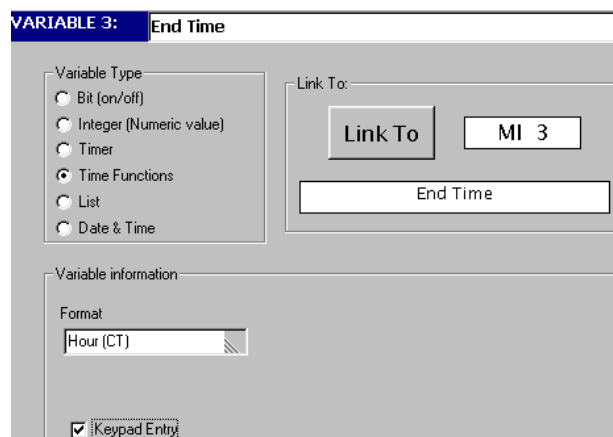 VARIABLE 3: End Time
Variable Type
Bit (on/off)
Integer (Numeric value)
Timer
Time Functions
List
Date & Time
Link To:
Link To MI 3
End Time
Variable information
Format
Hour (CT)
Keypad Entry